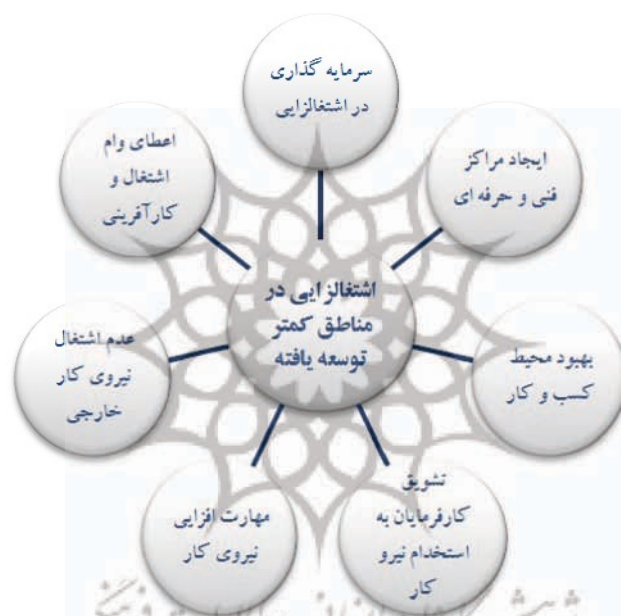 سرمایه گذاری
در اشتغالزایی
ایجاد مراکز
فنی و حرفه ای
بهبود محیط
کسب و کار
تشویق
کارفرمایان به
استخدام نیرو
کار
مهارت افزایی
نیروی کار
عدم اشتغال
نیروی کار
خارجی
اعطای وام
اشتغال و
کارآفرینی
اشتغالزایی در
مناطق کمتر
توسعه یافته